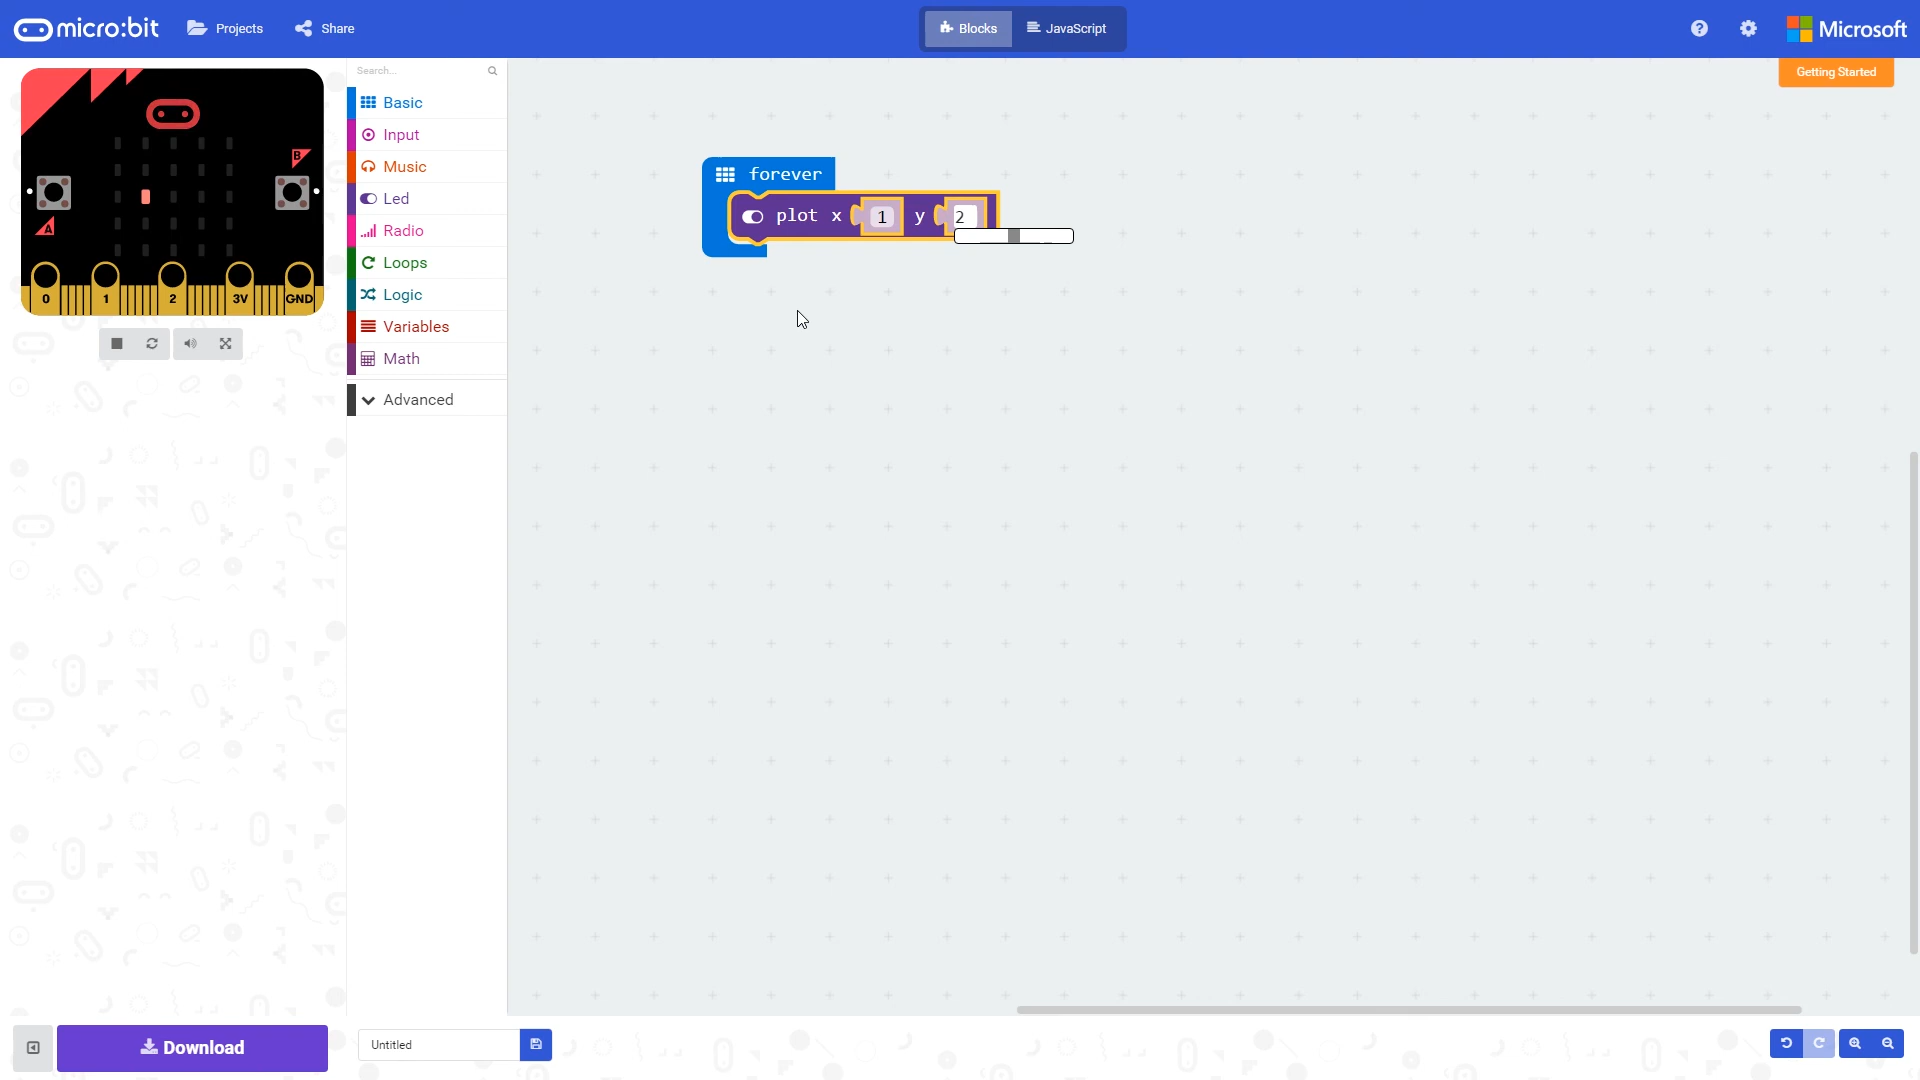 micro:bit
Projects
Share
Blocks
JavaScript
Microsoft
Getting Started
Search...
Basic
Input
Music
Led
Radio
Loops
Logic
Variables
Math
Advanced
forever
plot x 1 y 2
B
A
0 1 2 3V GND
Download
Untitled